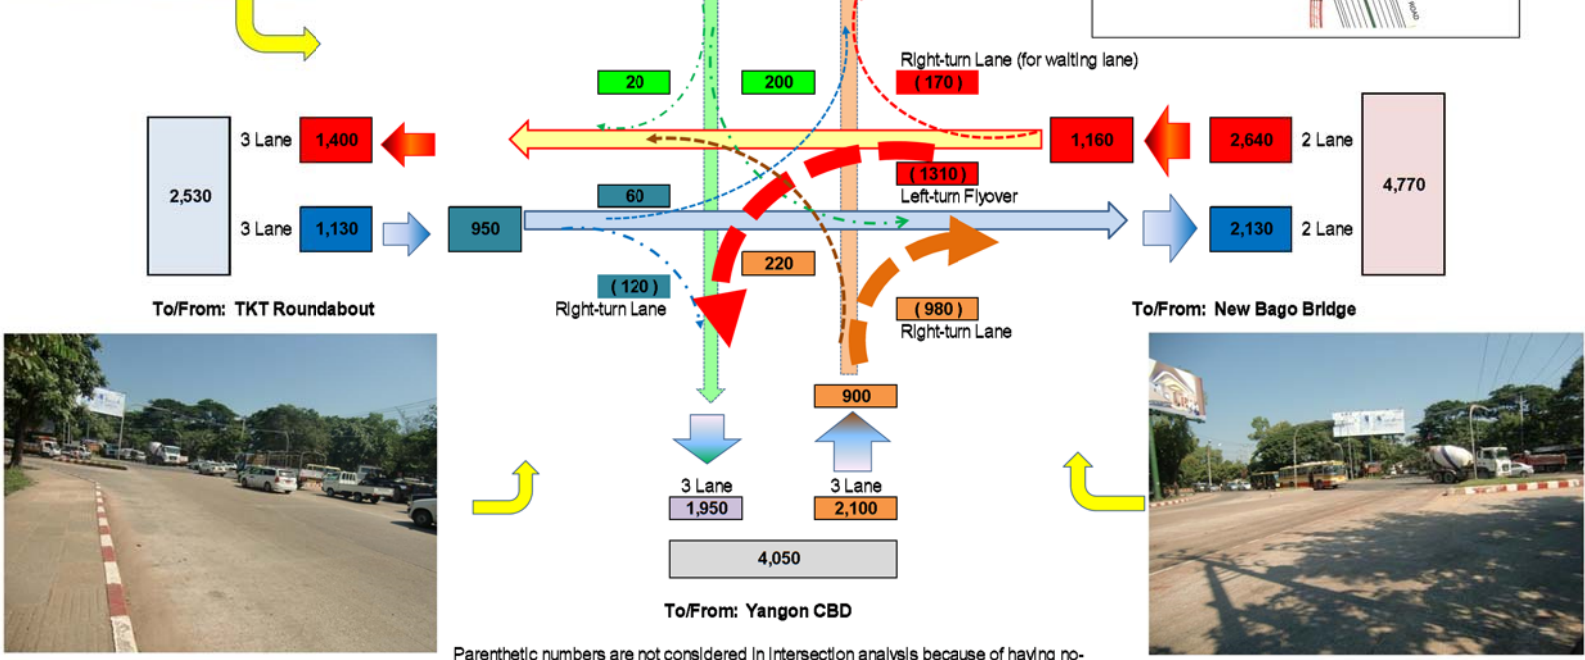 ROAD
Right-turn Lane (for waiting lane)
20
200
( 170 )
3 Lane
1,400
1,160
2,640
2 Lane
( 1310 )
2,530
60
Left-turn Flyover
4,770
3 Lane
1,130
950
2,130
2 Lane
220
( 120 )
Right-turn Lane
( 980 )
Right-turn Lane
To/From: TKT Roundabout
To/From: New Bago Bridge
900
3 Lane
3 Lane
1,950
2,100
4,050
To/From: Yangon CBD
Parenthetic numbers are not considered in intersection analysis because of having no-